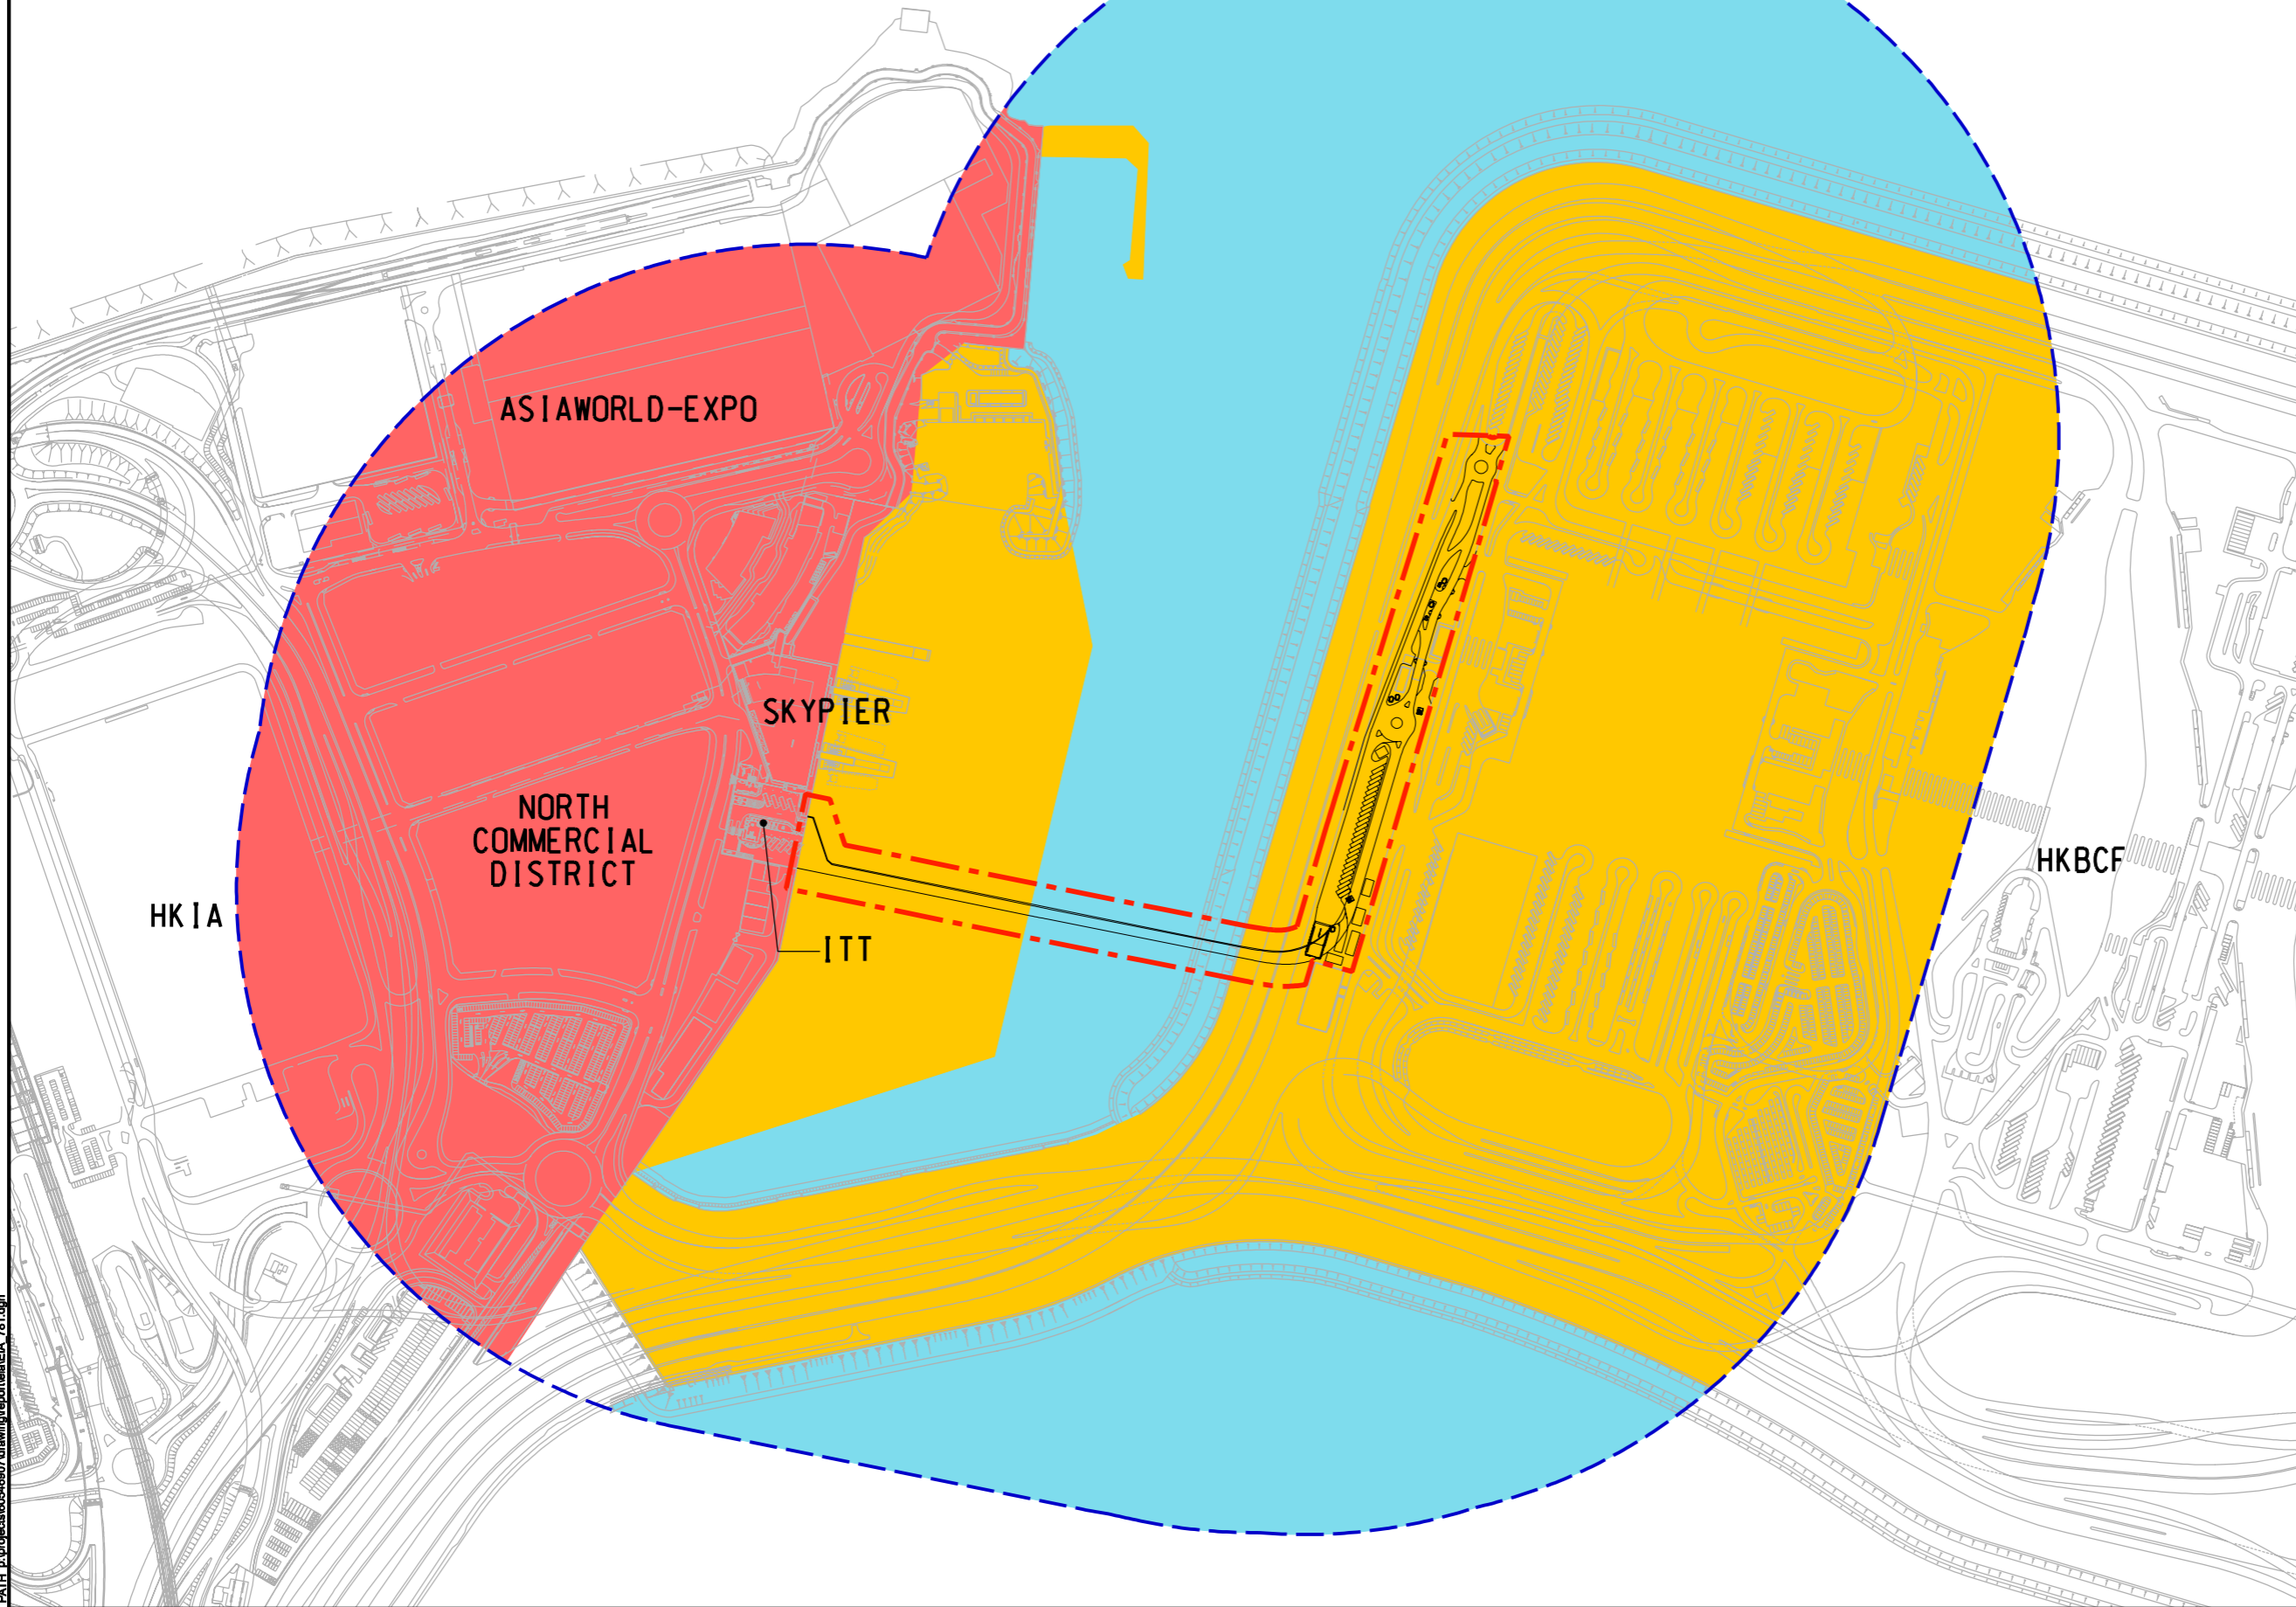 ASIAWORLD-EXPO
SKYPIER
NORTH
COMMERCIAL
DISTRICT
HKBCF
HKIA
ITT